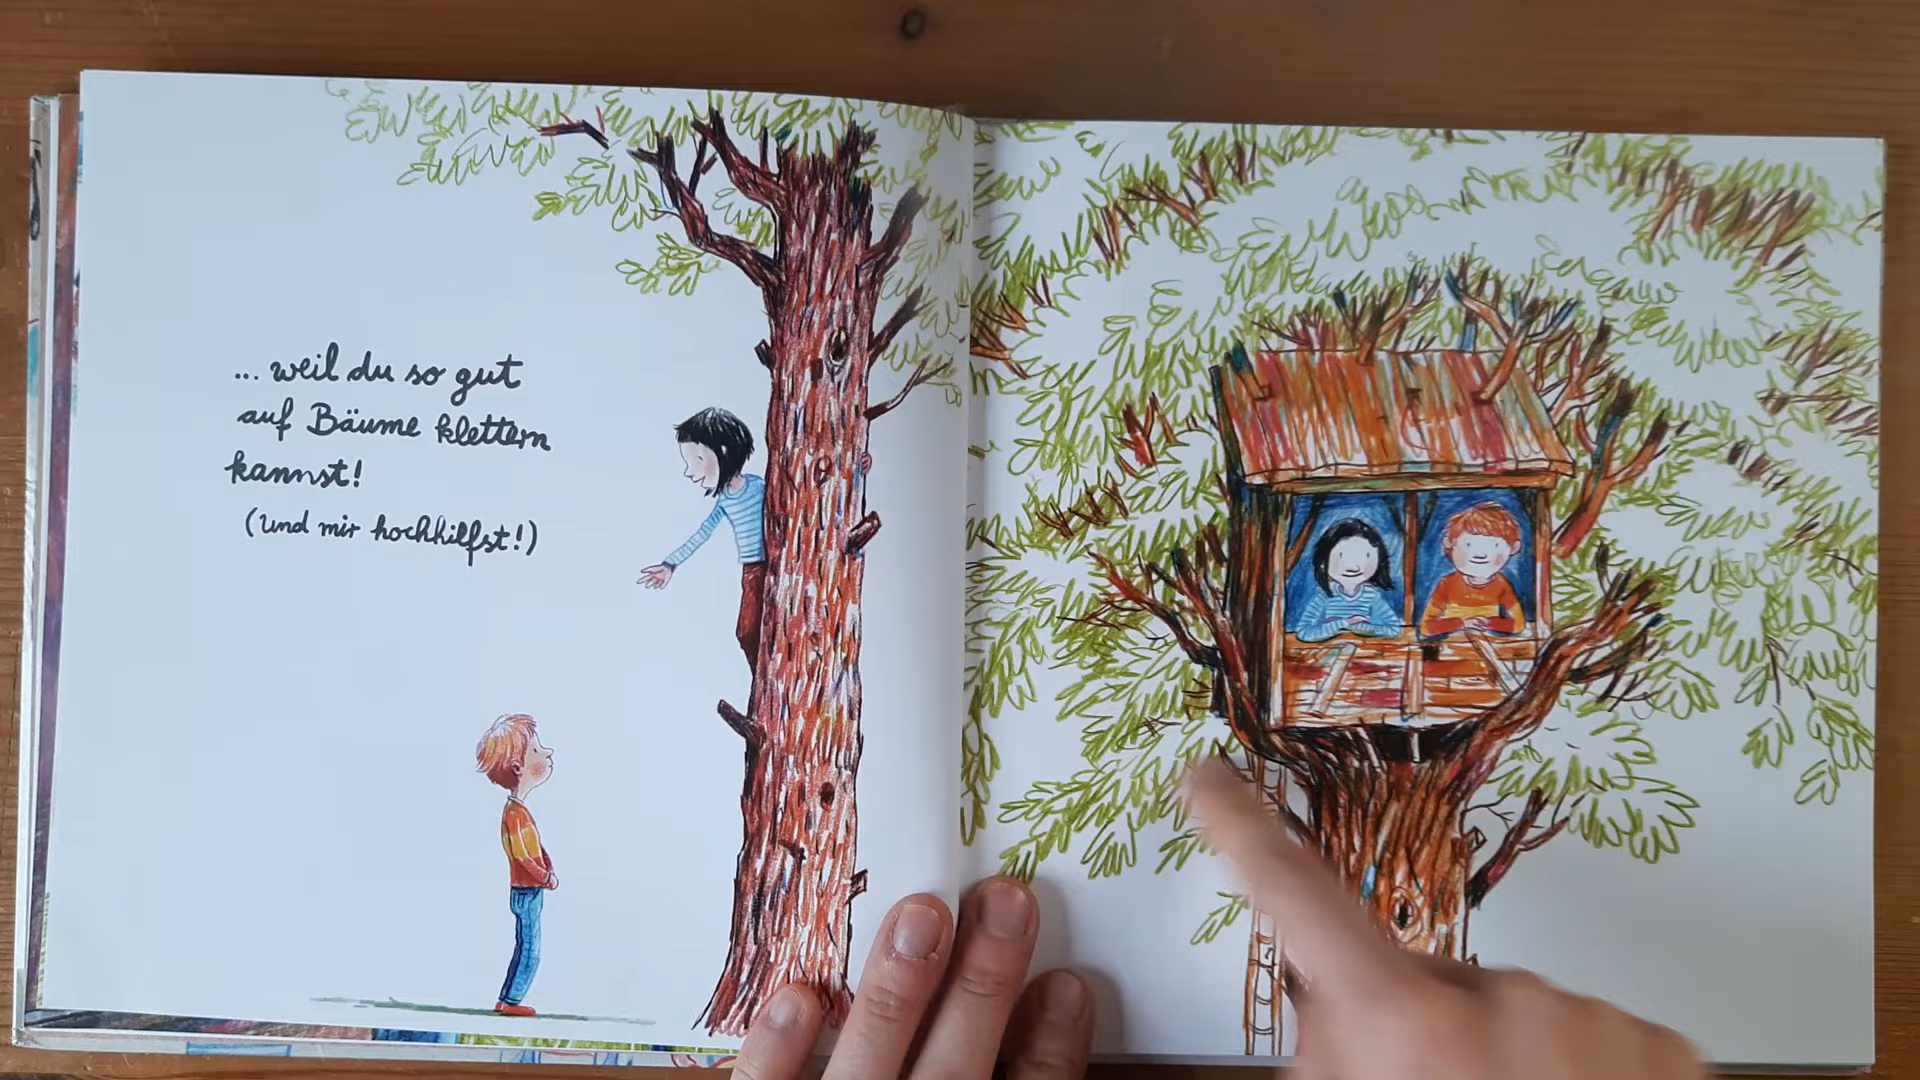 ... weil du so gut
auf Bäume klettern
kannst!
(und mir hochhilfst!)